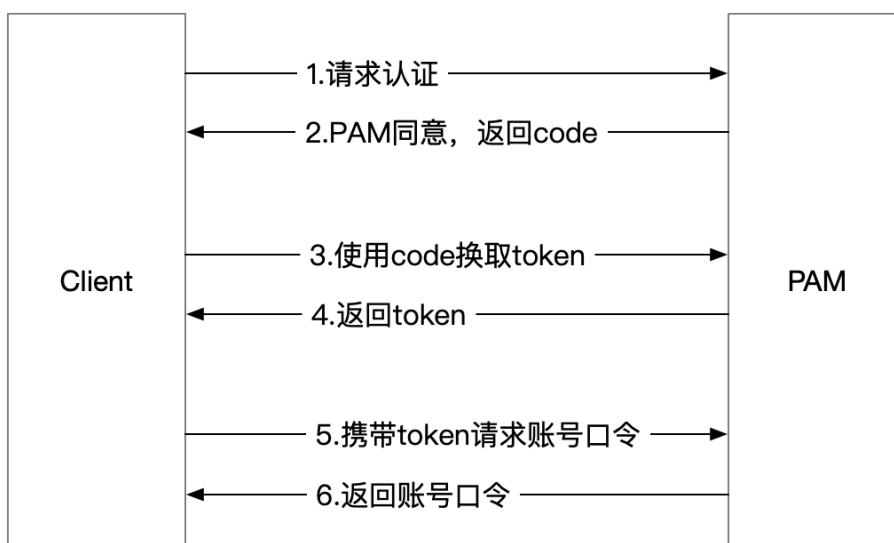 1.请求认证
2.PAM同意，返回code
3.使用code换取token
Client
PAM
4.返回token
5.携带token请求账号口令
6.返回账号口令